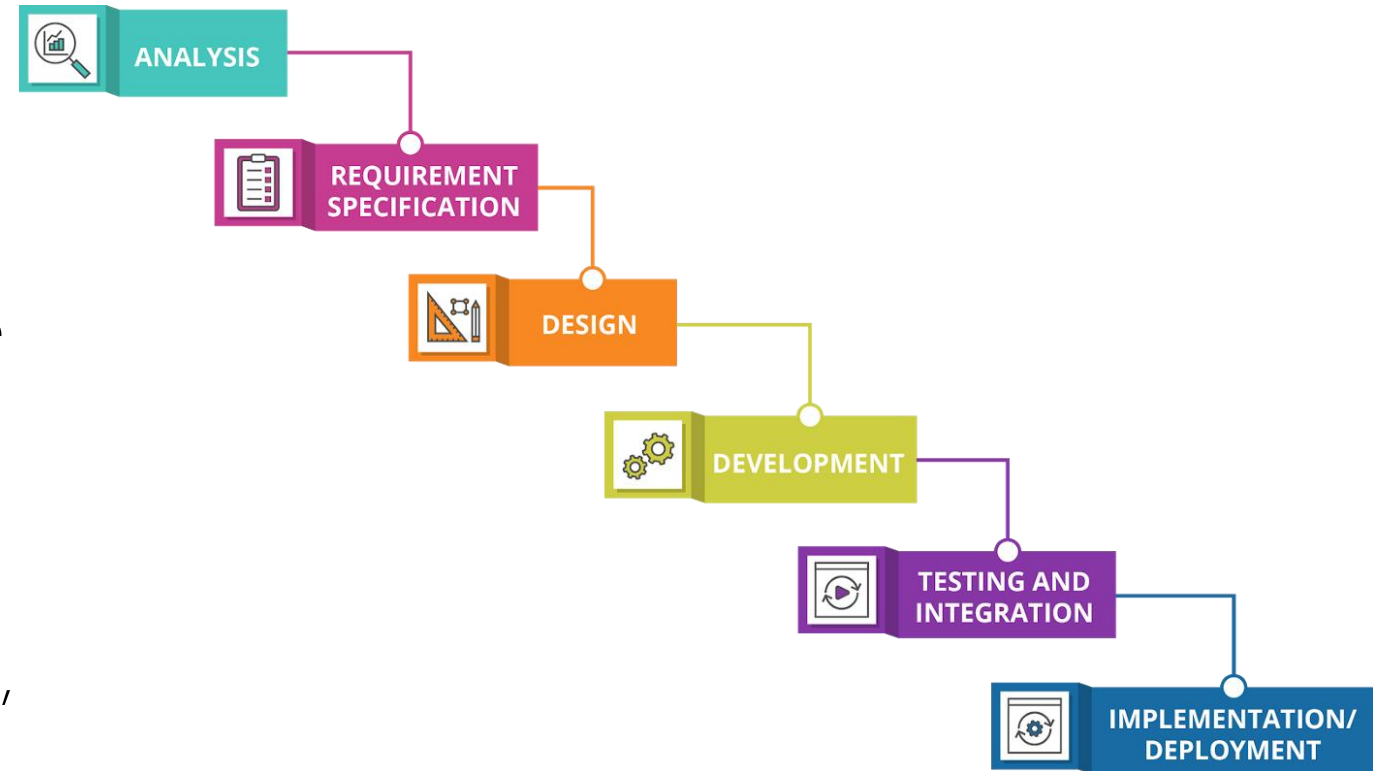 ANALYSIS
REQUIREMENT
SPECIFICATION
DESIGN
DEVELOPMENT
TESTING AND
INTEGRATION
IMPLEMENTATION/
DEPLOYMENT